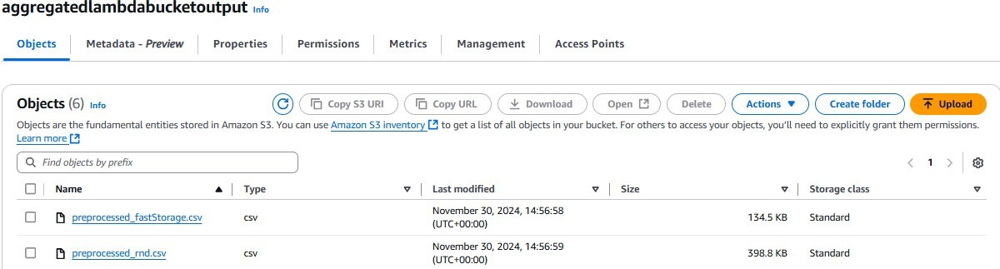 aggregatedlambdabucketoutput Info
Objects Metadata - Preview Properties Permissions Metrics Management Access Points
Objects (6) Info Copy S3 URI Copy URL Download Open Delete Actions Create folder Upload
Objects are the fundamental entities stored in Amazon S3. You can use Amazon S3 inventory to get a list of all objects in your bucket. For others to access your objects, you'll need to explicitly grant them permissions.
Learn more
Find objects by prefix 1
Name Type Last modified Size Storage class
preprocessed_fastStorage.csv csv November 30, 2024, 14:56:58 (UTC+00:00) 134.5 KB Standard
preprocessed_rnd.csv csv November 30, 2024, 14:56:59 (UTC+00:00) 398.8 KB Standard